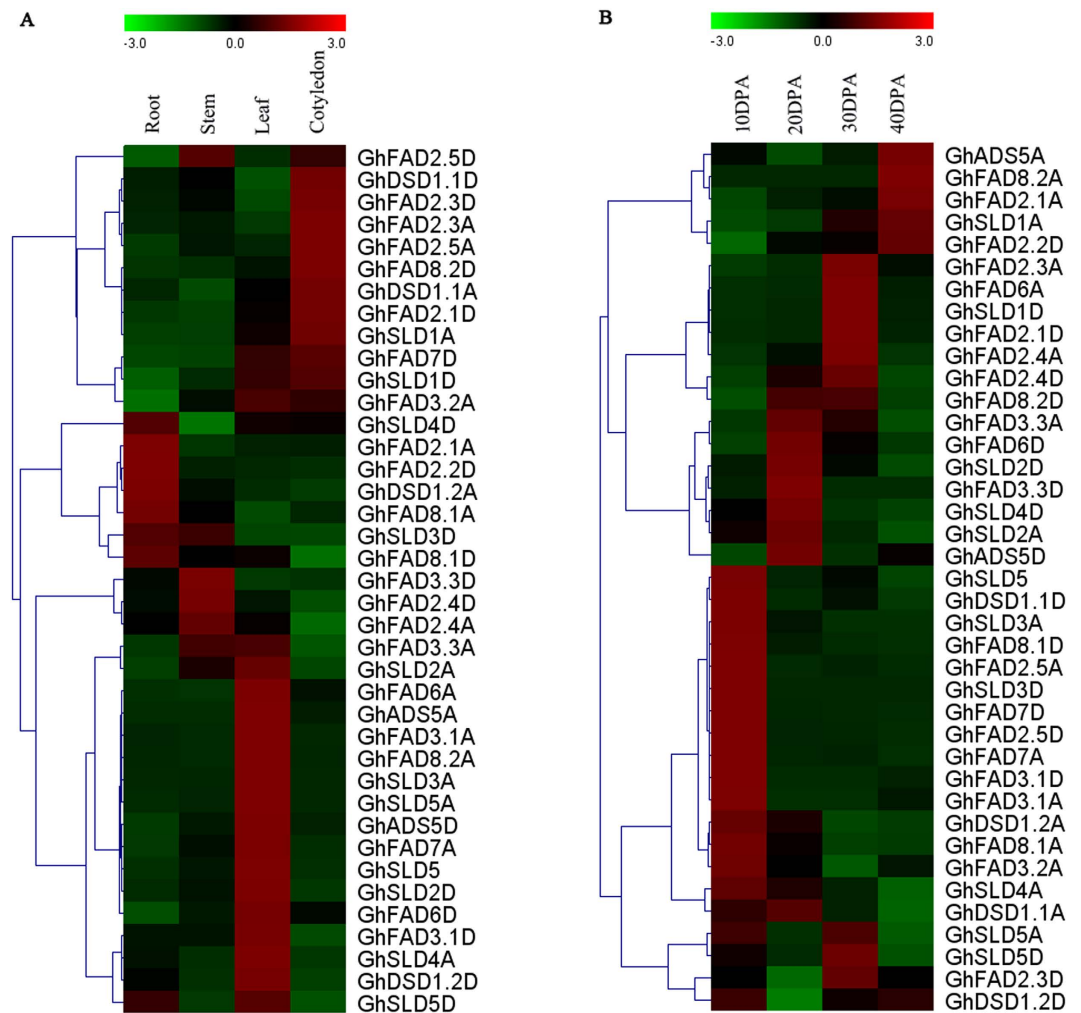 A
-3.0 0.0 3.0
Root Stem Leaf Cotyledon
GhFAD2.5D
GhDSD1.1D
GhFAD2.3D
GhFAD2.3A
GhFAD2.5A
GhFAD8.2D
GhDSD1.1A
GhFAD2.1D
GhSLD1A
GhFAD7D
GhSLD1D
GhFAD3.2A
GhSLD4D
GhFAD2.1A
GhFAD2.2D
GhDSD1.2A
GhFAD8.1A
GhSLD3D
GhFAD8.1D
GhFAD3.3D
GhFAD2.4D
GhFAD2.4A
GhFAD3.3A
GhSLD2A
GhFAD6A
GhADS5A
GhFAD3.1A
GhFAD8.2A
GhSLD3A
GhSLD5A
GhADS5D
GhFAD7A
GhSLD5
GhSLD2D
GhFAD6D
GhFAD3.1D
GhSLD4A
GhDSD1.2D
GhSLD5D
B
-3.0 0.0 3.0
10DPA 20DPA 30DPA 40DPA
GhADS5A
GhFAD8.2A
GhFAD2.1A
GhSLD1A
GhFAD2.2D
GhFAD2.3A
GhFAD6A
GhSLD1D
GhFAD2.1D
GhFAD2.4A
GhFAD2.4D
GhFAD8.2D
GhFAD3.3A
GhFAD6D
GhSLD2D
GhFAD3.3D
GhSLD4D
GhSLD2A
GhADS5D
GhSLD5
GhDSD1.1D
GhSLD3A
GhFAD8.1D
GhFAD2.5A
GhSLD3D
GhFAD7D
GhFAD2.5D
GhFAD7A
GhFAD3.1D
GhFAD3.1A
GhDSD1.2A
GhFAD8.1A
GhFAD3.2A
GhSLD4A
GhDSD1.1A
GhSLD5A
GhSLD5D
GhFAD2.3D
GhDSD1.2D